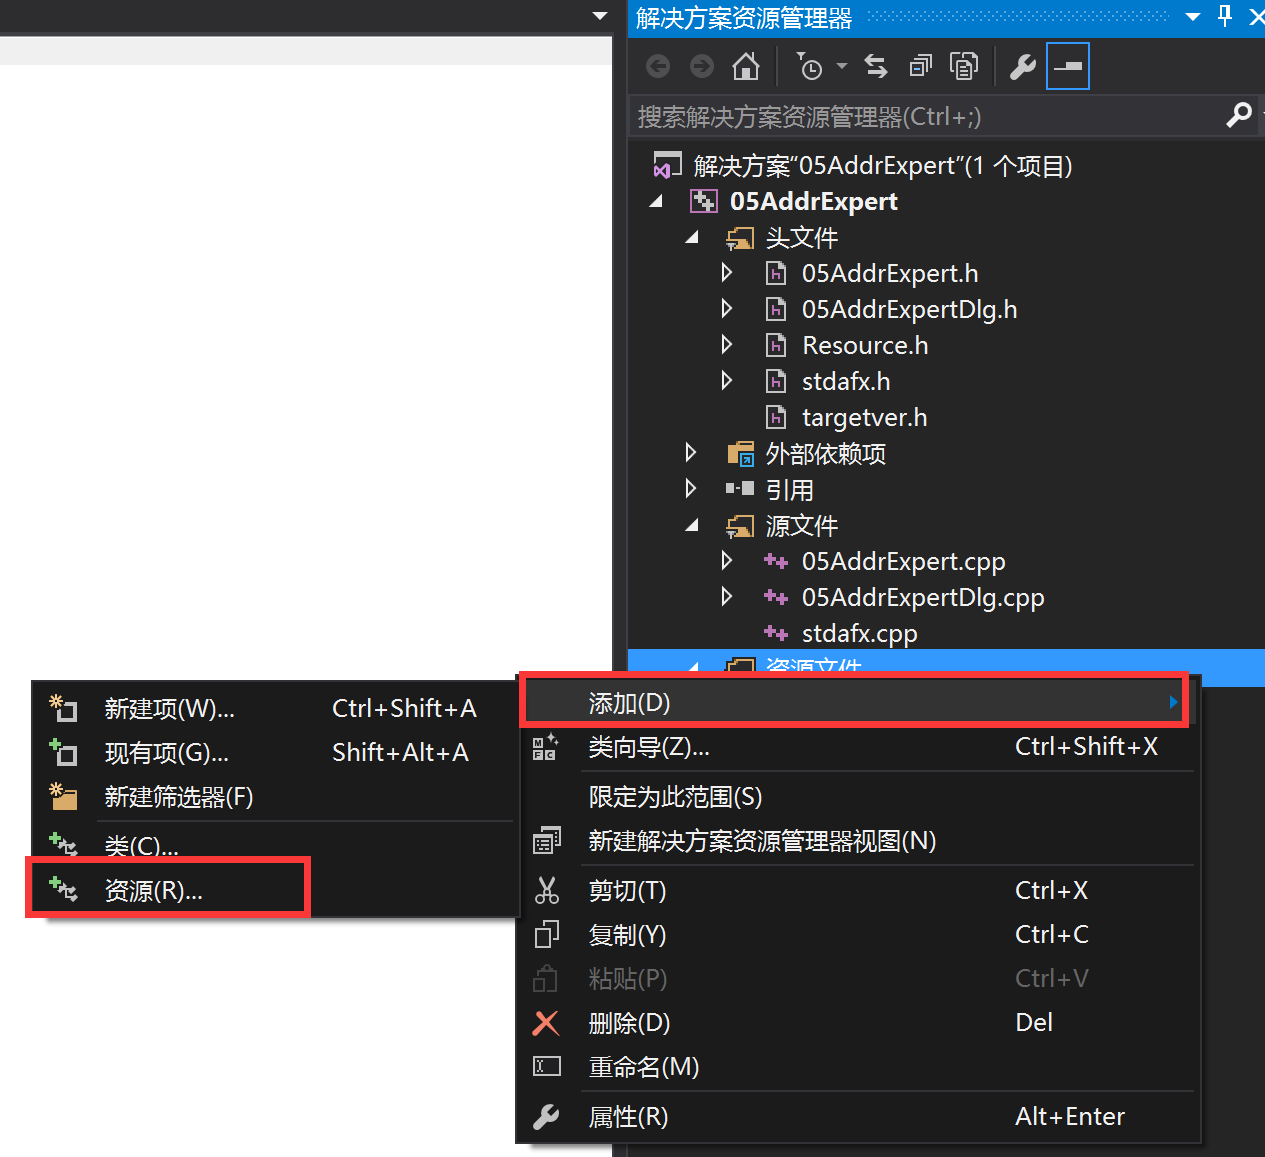 解决方案资源管理器
搜索解决方案资源管理器(Ctrl+;)
解决方案“05AddrExpert”(1 个项目)
05AddrExpert
头文件
05AddrExpert.h
05AddrExpertDlg.h
Resource.h
stdafx.h
targetver.h
外部依赖项
引用
源文件
05AddrExpert.cpp
05AddrExpertDlg.cpp
stdafx.cpp
资源文件
添加(D)
类向导(Z)... Ctrl+Shift+X
限定为此范围(S)
新建解决方案资源管理器视图(N)
剪切(T) Ctrl+X
复制(Y) Ctrl+C
粘贴(P) Ctrl+V
删除(D) Del
重命名(M)
属性(R) Alt+Enter
新建项(W)... Ctrl+Shift+A
现有项(G)... Shift+Alt+A
新建筛选器(F)
类(C)...
资源(R)...